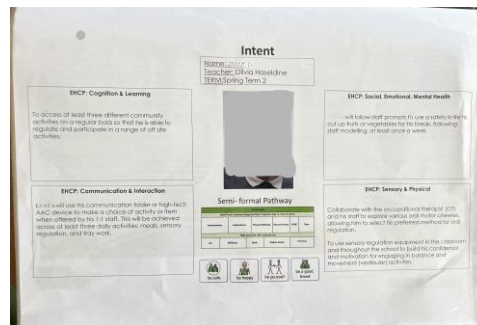 Intent
Name:
Teacher: Olivia Haseldine
TERM: Spring Term 2
EHCP: Cognition & Learning
To access at least three different community
activities on a regular basis so that he is able to
regulate and participate in a range of off site
activities.
EHCP: Social, Emotional, Mental Health
will follow staff prompts to use a safety knife to
cut up fruits or vegetables for his break, following
staff modelling, at least once a week
EHCP: Communication & Interaction
will use his communication folder or high-tech
AAC device to make a choice of activity or item
when offered by his 1:1 staff. This will be achieved
across at least three daily activities meals, sensory
regulation, and tray work.
Semi- formal Pathway
EHCP: Sensory & Physical
Collaborate with the occupational therapist (OT)
and his staff to explore various oral motor chewies,
allowing him to select his preferred method for oral
regulation.
To use sensory regulation equipment in the classroom
and throughout the school to build his confidence
and motivation for engaging in balance and
movement (vestibular) activities.
be safe
be happy
be yourself
be a good
friend